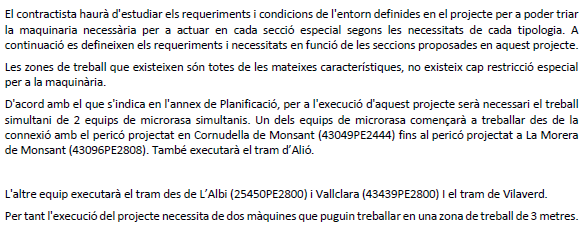 El contractista haurà d'estudiar els requeriments i condicions de l'entorn definides en el projecte per a poder triar
la maquinaria necessària per a actuar en cada secció especial segons les necessitats de cada tipologia. A
continuació es defineixen els requeriments i necessitats en funció de les seccions proposades en aquest projecte.
Les zones de treball que existeixen són totes de les mateixes característiques, no existeix cap restricció especial
per a la maquinària.
D'acord amb el que s'indica en l'annex de Planificació, per a l'execució d'aquest projecte serà necessari el treball
simultani de 2 equips de microrasa simultanis. Un dels equips de microrasa començarà a treballar des de la
connexió amb el pericó projectat en Cornudella de Monsant (43049PE2444) fins al pericó projectat a La Morera
de Monsant (43096PE2808). També executarà el tram d’Alió.
L'altre equip executarà el tram des de L’Albi (25450PE2800) i Vallclara (43439PE2800) I el tram de Vilaverd.
Per tant l'execució del projecte necessita de dos màquines que puguin treballar en una zona de treball de 3 metres.